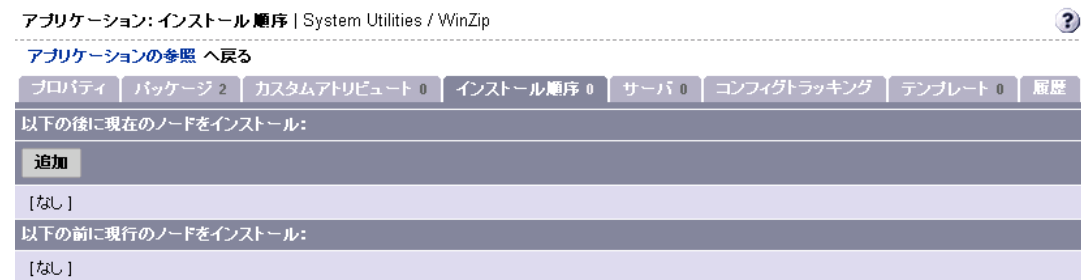 アプリケーション: インストール順序 | System Utilities / WinZip
?
アプリケーションの参照 へ戻る
プロパティ パッケージ 2 カスタムアトリビュート 0 インストール順序 0 サーバ 0 コンフィグトラッキング テンプレート 0 履歴
以下の後に現在のノードをインストール:
追加
[なし]
以下の前に現行のノードをインストール:
[なし]